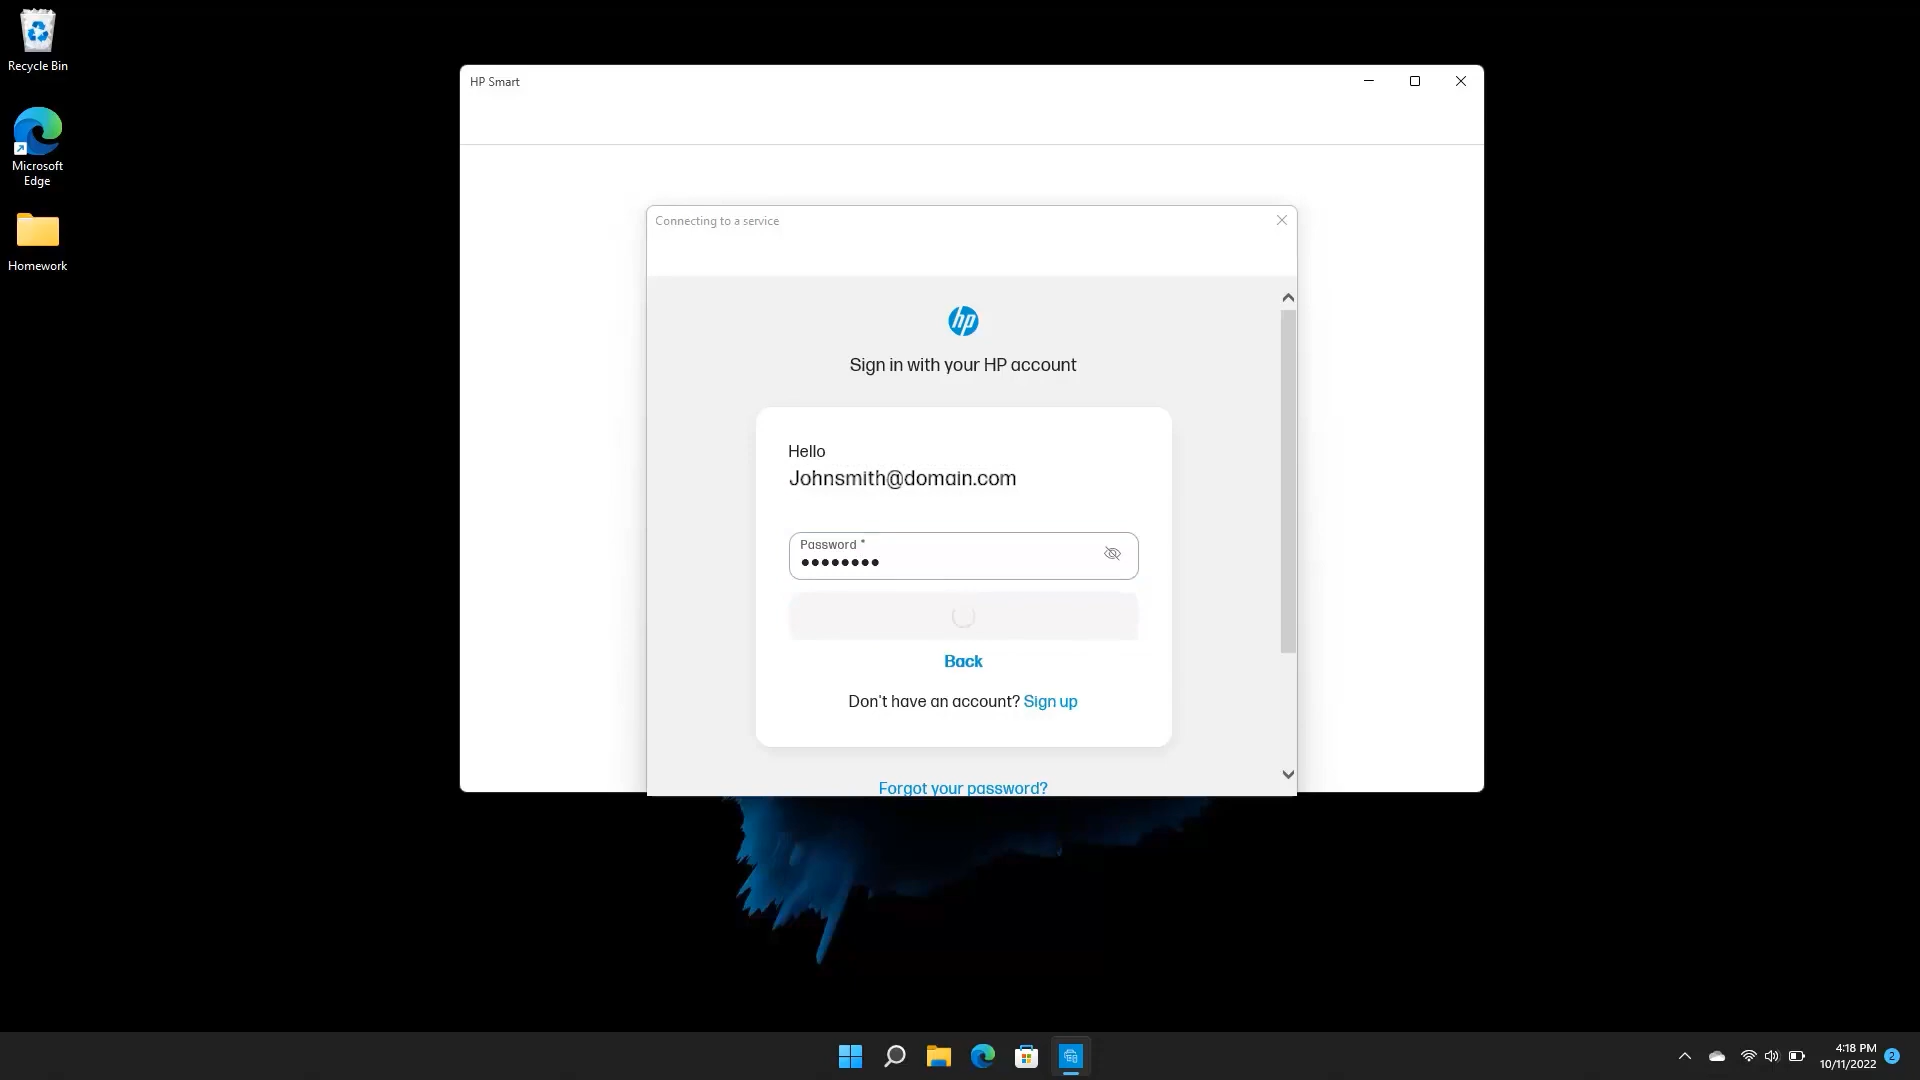 Recycle Bin
Microsoft
Edge
Homework
HP Smart
Connecting to a service
hp
Sign in with your HP account
Hello
Johnsmith@domain.com
Password *
Back
Don't have an account? Sign up
Forgot your password?
4:18 PM
10/11/2022
2